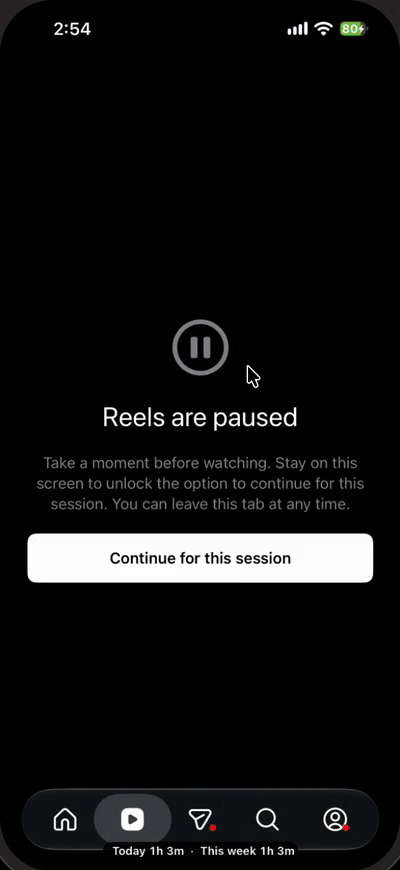 2:54
80
Reels are paused
Take a moment before watching. Stay on this
screen to unlock the option to continue for this
session. You can leave this tab at any time.
Continue for this session
Today 1h 3m · This week 1h 3m